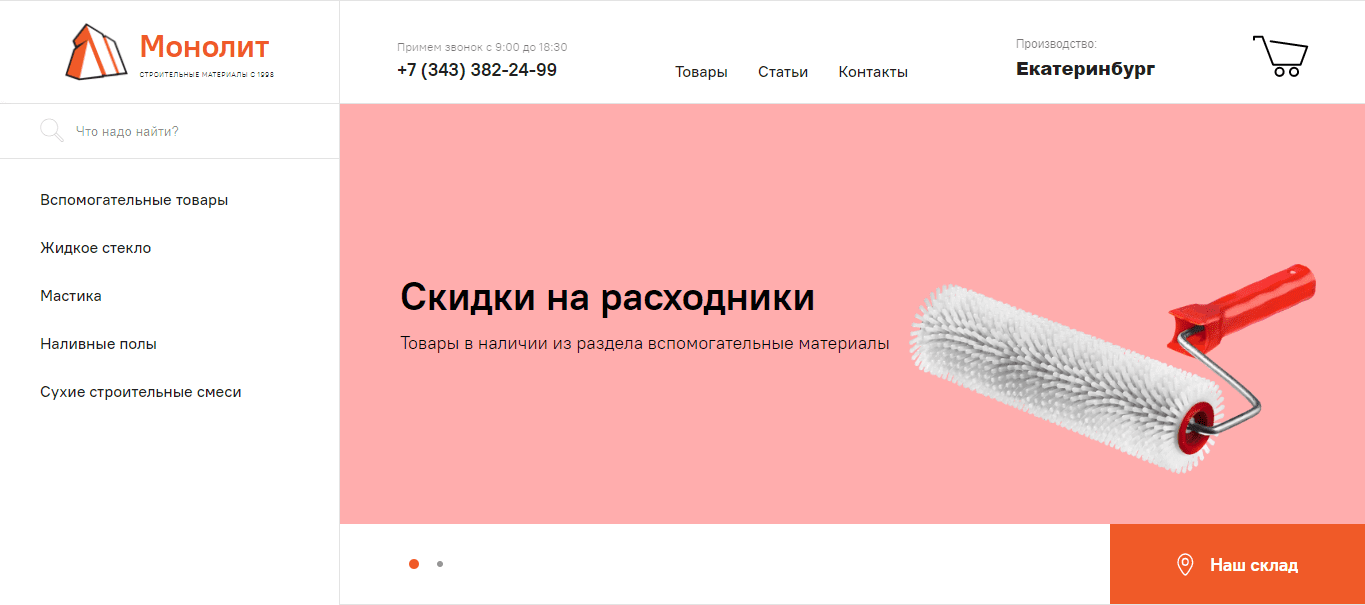 Монолит
СТРОИТЕЛЬНЫЕ МАТЕРИАЛЫ С 1998
Примем звонок с 9:00 до 18:30
+7 (343) 382-24-99
Товары
Статьи
Контакты
Производство:
Екатеринбург
Что надо найти?
Вспомогательные товары
Жидкое стекло
Мастика
Наливные полы
Сухие строительные смеси
Скидки на расходники
Товары в наличии из раздела вспомогательные материалы
Наш склад